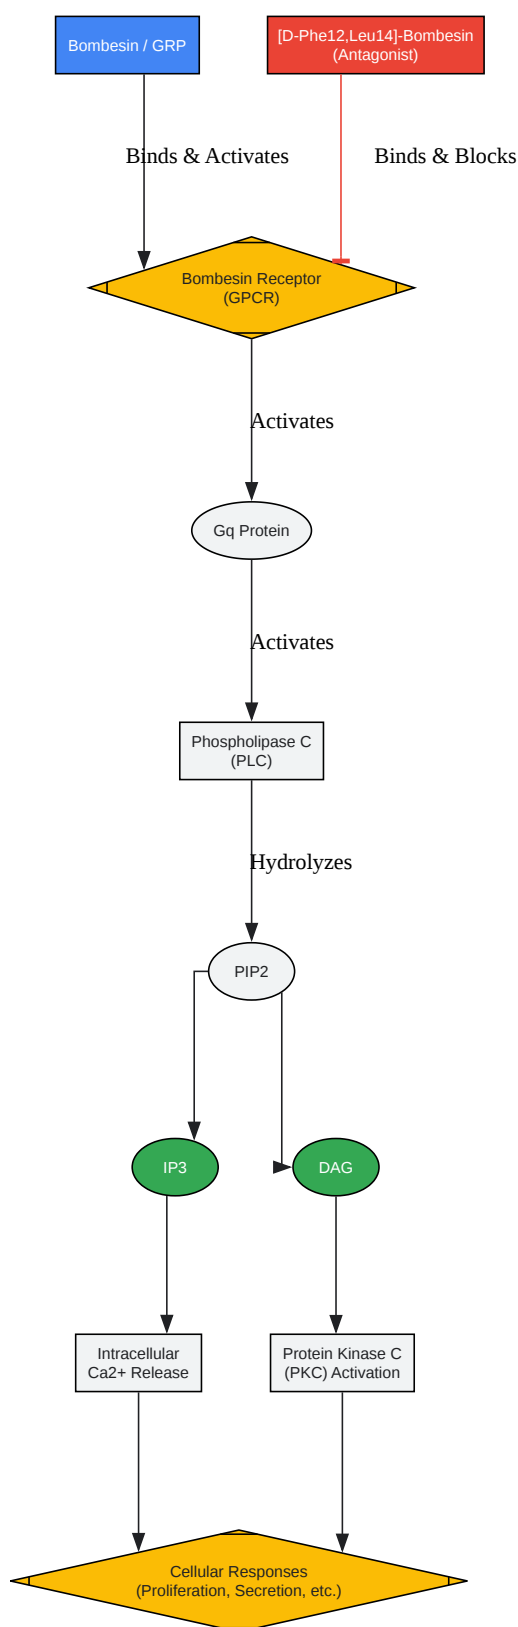 Bombesin / GRP
[D-Phe12,Leu14]-Bombesin
(Antagonist)
Binds & Activates
Binds & Blocks
Bombesin Receptor
(GPCR)
Activates
Gq Protein
Activates
Phospholipase C
(PLC)
Hydrolyzes
PIP2
IP3
DAG
Intracellular
Ca2+ Release
Protein Kinase C
(PKC) Activation
Cellular Responses
(Proliferation, Secretion, etc.)